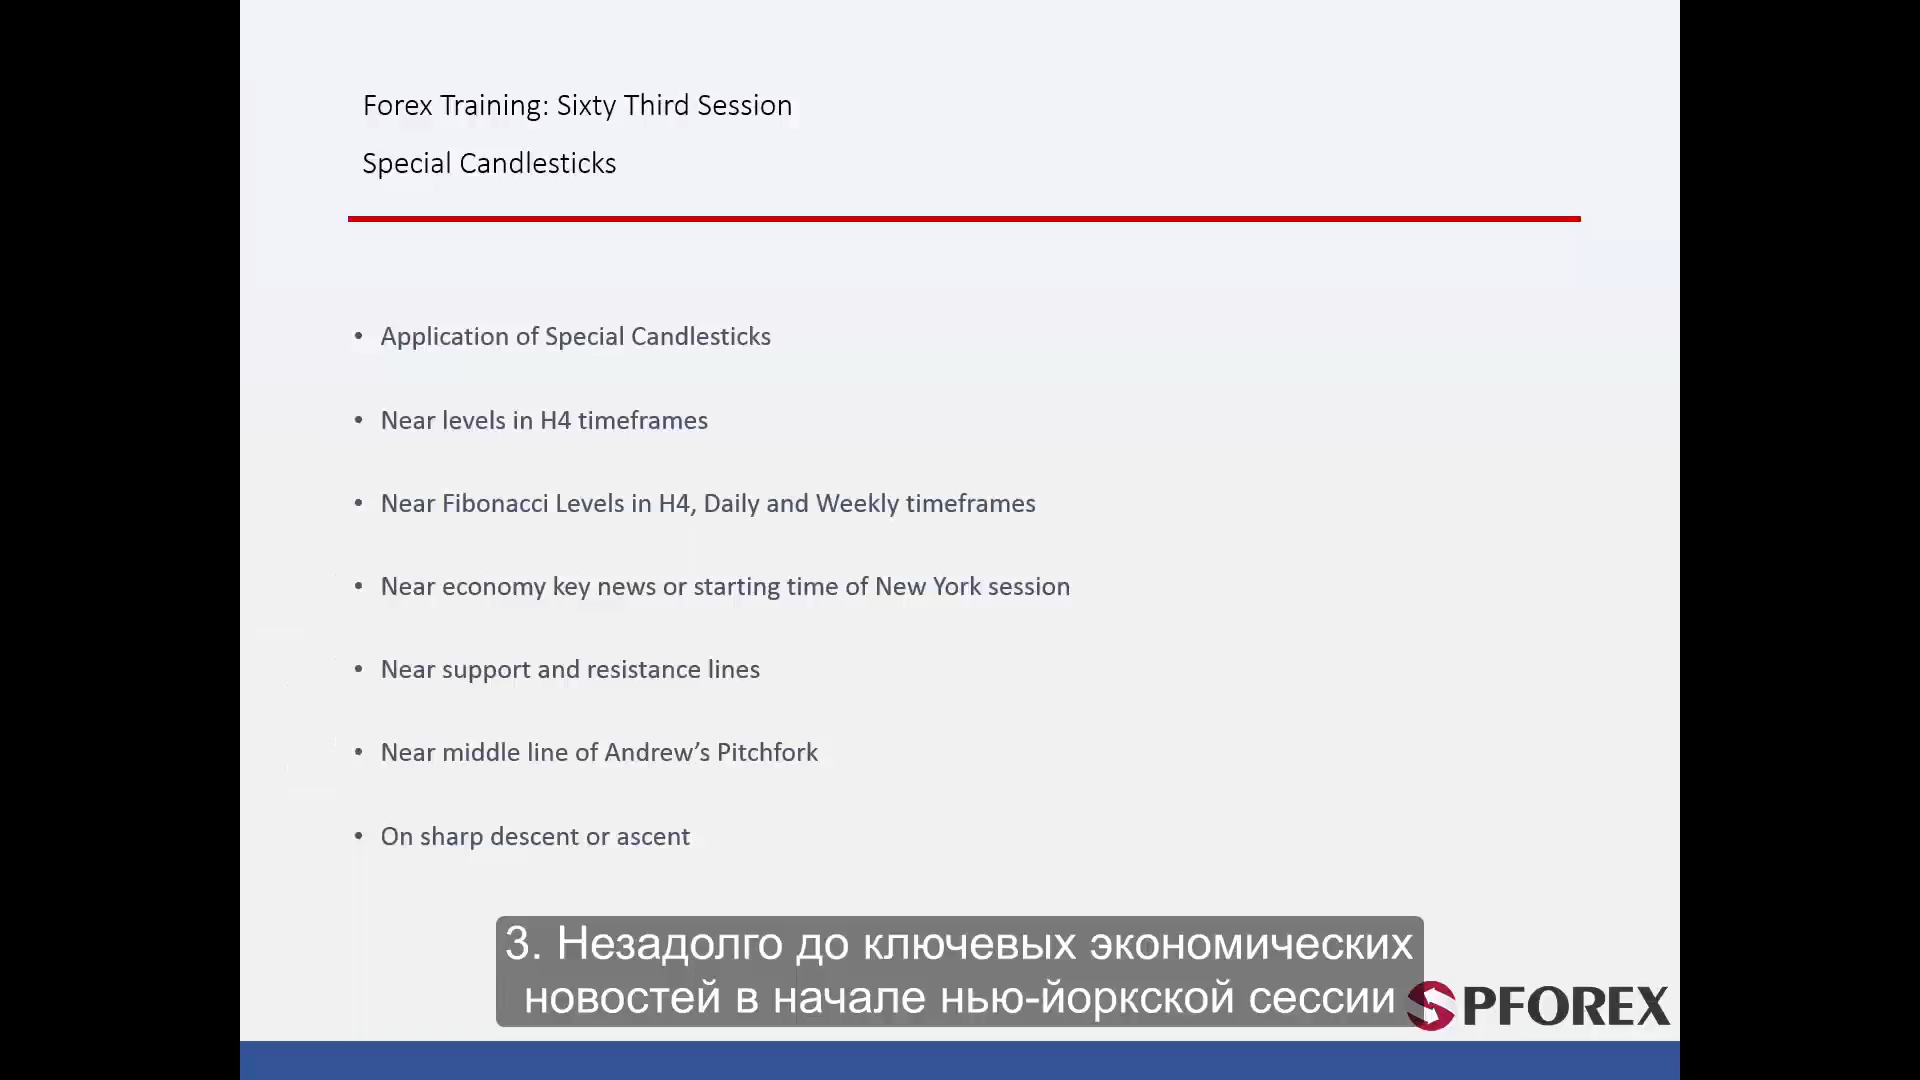 Forex Training: Sixty Third Session
Special Candlesticks
• Application of Special Candlesticks
• Near levels in H4 timeframes
• Near Fibonacci Levels in H4, Daily and Weekly timeframes
• Near economy key news or starting time of New York session
• Near support and resistance lines
• Near middle line of Andrew’s Pitchfork
• On sharp descent or ascent
3. Незадолго до ключевых экономических
новостей в начале нью-йоркской сессии
SPFOREX